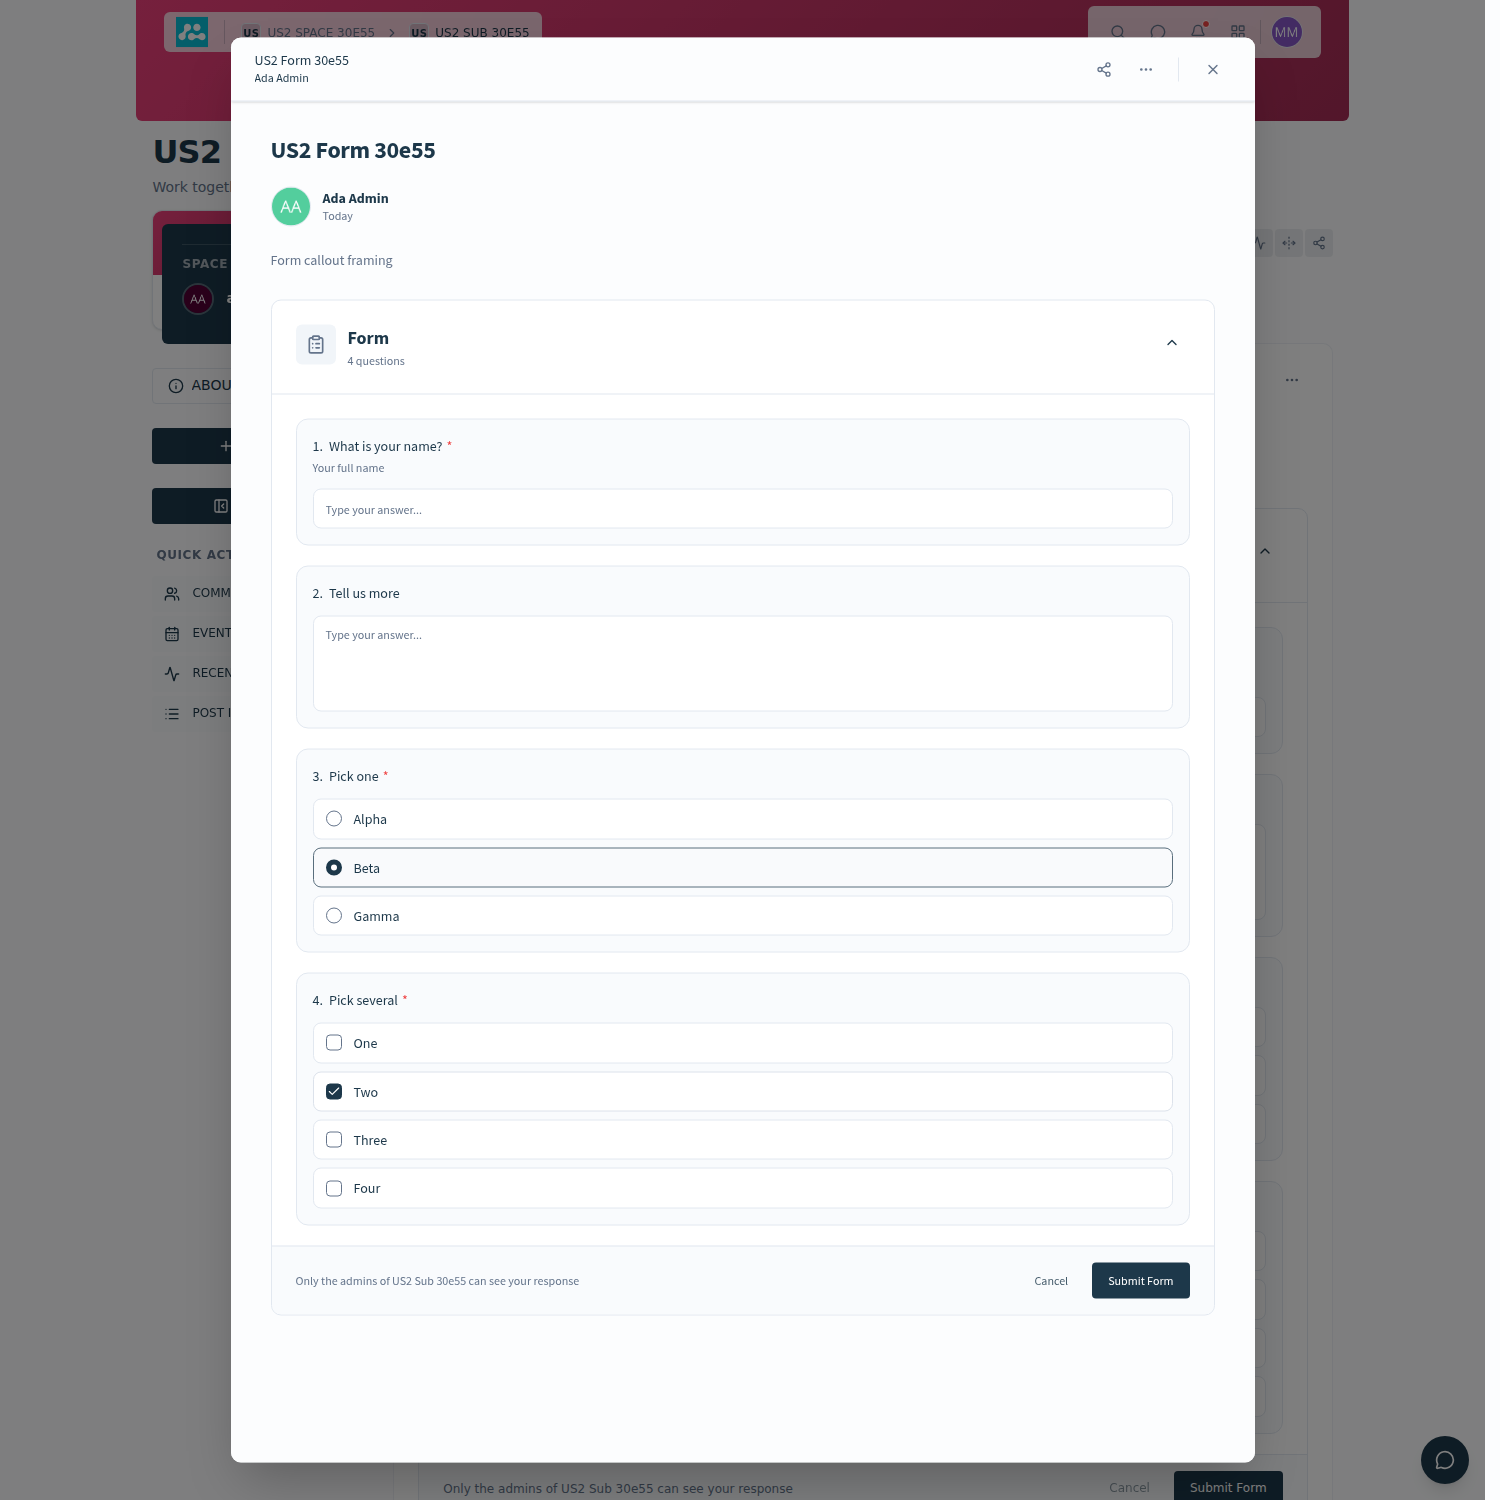 US US2 SPACE 30E55 > US US2 SUB 30E55
MM
US2 Form 30e55
Ada Admin
US2
US2 Form 30e55
Work toget
AA Ada Admin
Today
Form callout framing
SPACE
AA
Form
4 questions
ABOU
1. What is your name? *
Your full name
Type your answer...
QUICK ACT
COMM
EVENT
RECEN
POST I
2. Tell us more
Type your answer...
3. Pick one *
Alpha
Beta
Gamma
4. Pick several *
One
Two
Three
Four
Only the admins of US2 Sub 30e55 can see your response
Cancel
Submit Form
Only the admins of US2 Sub 30e55 can see your response
Cancel
Submit Form